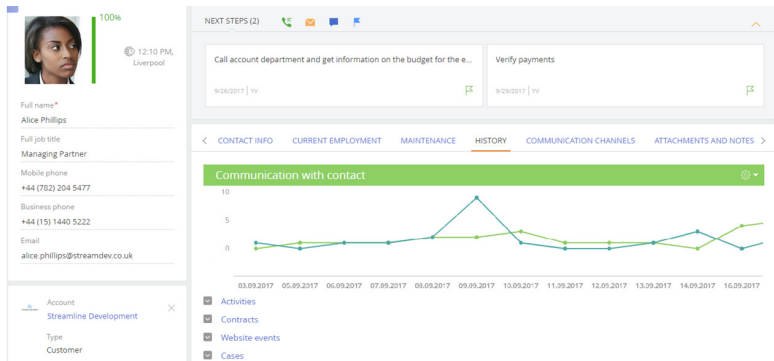 100%
12:10 PM,
Liverpool
Full name*
Alice Phillips
Full job title
Managing Partner
Mobile phone
+44 (782) 204 5477
Business phone
+44 (15) 1440 5222
Email
alice.phillips@streamdev.co.uk
Account
Streamline Development
Type
Customer
NEXT STEPS (2)
Call account department and get information on the budget for the e...
9/26/2017 | YV
Verify payments
9/29/2017 | YV
CONTACT INFO CURRENT EMPLOYMENT MAINTENANCE HISTORY COMMUNICATION CHANNELS ATTACHMENTS AND NOTES
Communication with contact
10
5
0
03.09.2017 05.09.2017 06.09.2017 07.09.2017 08.09.2017 09.09.2017 10.09.2017 11.09.2017 12.09.2017 13.09.2017 14.09.2017 16.09.2017
Activities
Contracts
Website events
Cases